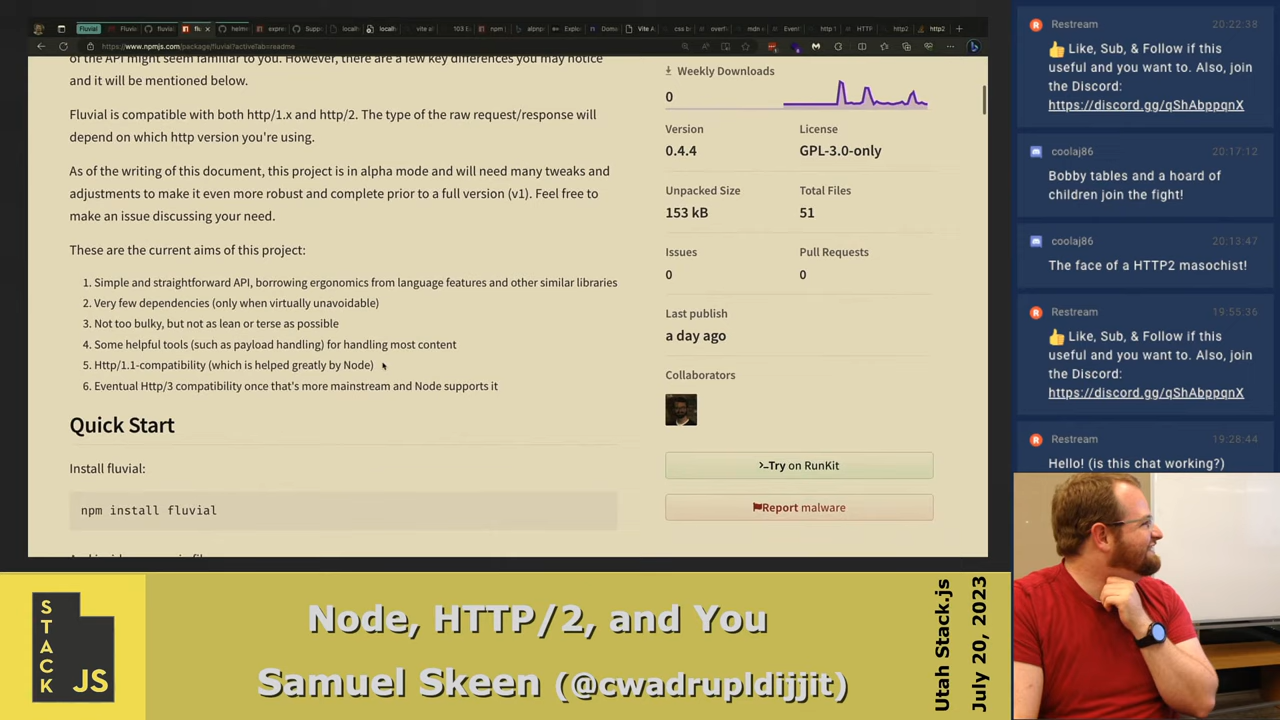 Fluvial
https://www.npmjs.com/package/fluvial?activeTab=readme
of the API might seem familiar to you. However, there are a few key differences you may notice
and it will be mentioned below.
Fluvial is compatible with both http/1.x and http/2. The type of the raw request/response will
depend on which http version you're using.
As of the writing of this document, this project is in alpha mode and will need many tweaks and
adjustments to make it even more robust and complete prior to a full version (v1). Feel free to
make an issue discussing your need.
These are the current aims of this project:
1. Simple and straightforward API, borrowing ergonomics from language features and other similar libraries
2. Very few dependencies (only when virtually unavoidable)
3. Not too bulky, but not as lean or terse as possible
4. Some helpful tools (such as payload handling) for handling most content
5. Http/1.1-compatibility (which is helped greatly by Node)
6. Eventual Http/3 compatibility once that's more mainstream and Node supports it
Quick Start
Install fluvial:
npm install fluvial
Weekly Downloads
0
Version
License
0.4.4
GPL-3.0-only
Unpacked Size
Total Files
153 kB
51
Issues
Pull Requests
0
0
Last publish
a day ago
Collaborators
Try on RunKit
Report malware
Restream
20:22:38
👍 Like, Sub, & Follow if this
useful and you want to. Also, join
the Discord:
https://discord.gg/qShAbppqnX
coolaj86
20:17:12
Bobby tables and a hoard of
children join the fight!
coolaj86
20:13:47
The face of a HTTP2 masochist!
Restream
19:55:36
👍 Like, Sub, & Follow if this
useful and you want to. Also, join
the Discord:
https://discord.gg/qShAbppqnX
Restream
19:28:44
Hello! (is this chat working?)
STACK
JS
Node, HTTP/2, and You
Samuel Skeen (@cwadrupldijjit)
Utah Stack.js
July 20, 2023